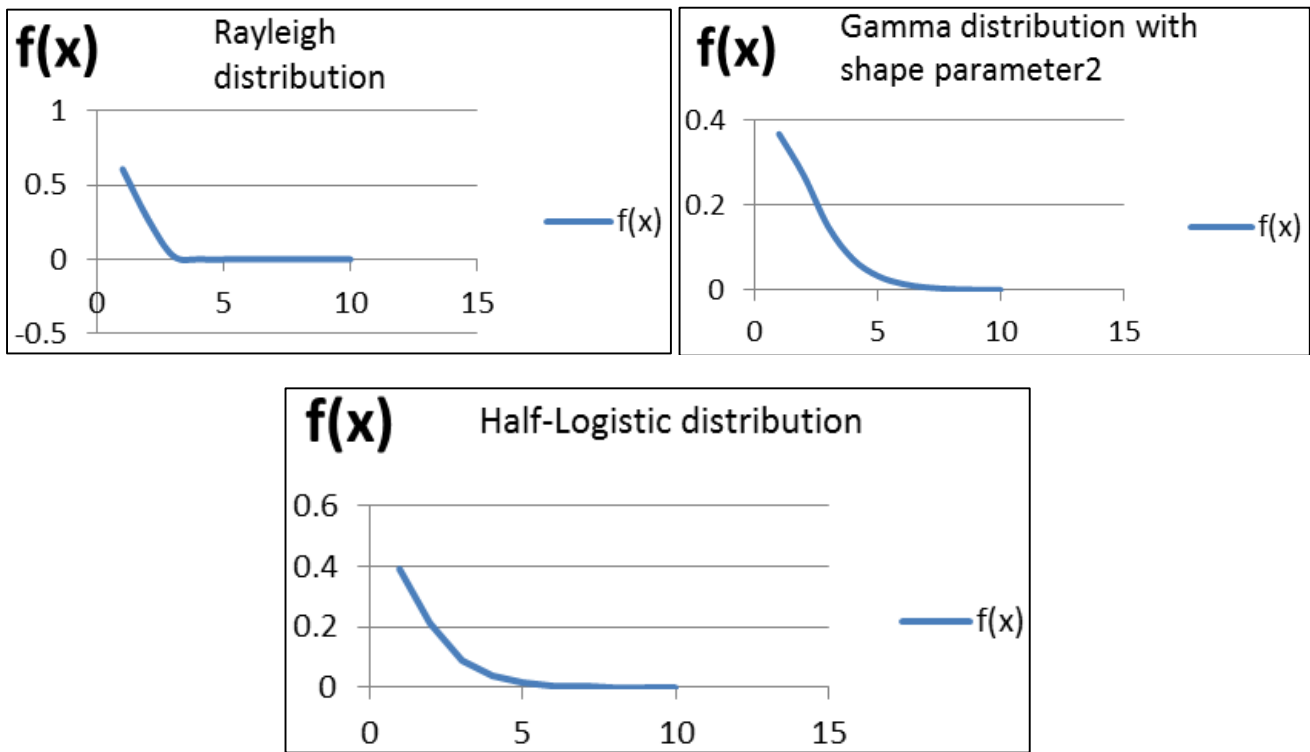 f(x)
Rayleigh
distribution
1
0.5
0
-0.5
0
5
10
15
f(x)
f(x)
Gamma distribution with
shape parameter2
0.4
0.2
0
0
5
10
15
f(x)
f(x)
Half-Logistic distribution
0.6
0.4
0.2
0
0
5
10
15
f(x)